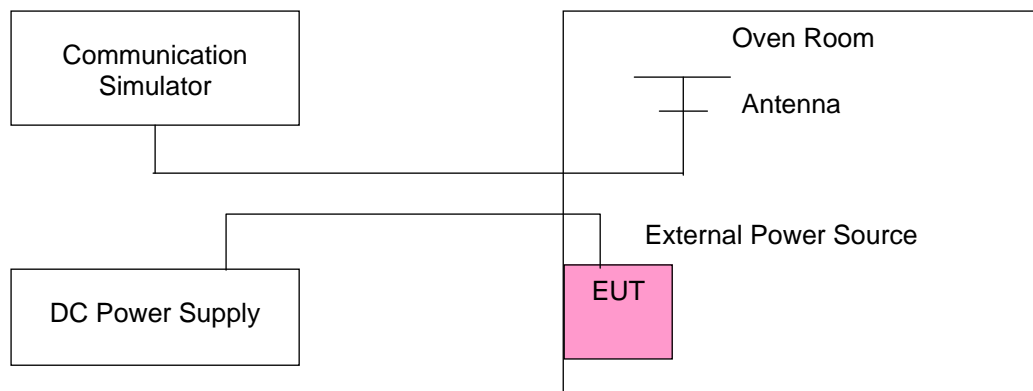 Communication
Simulator
Oven Room
Antenna
External Power Source
EUT
DC Power Supply